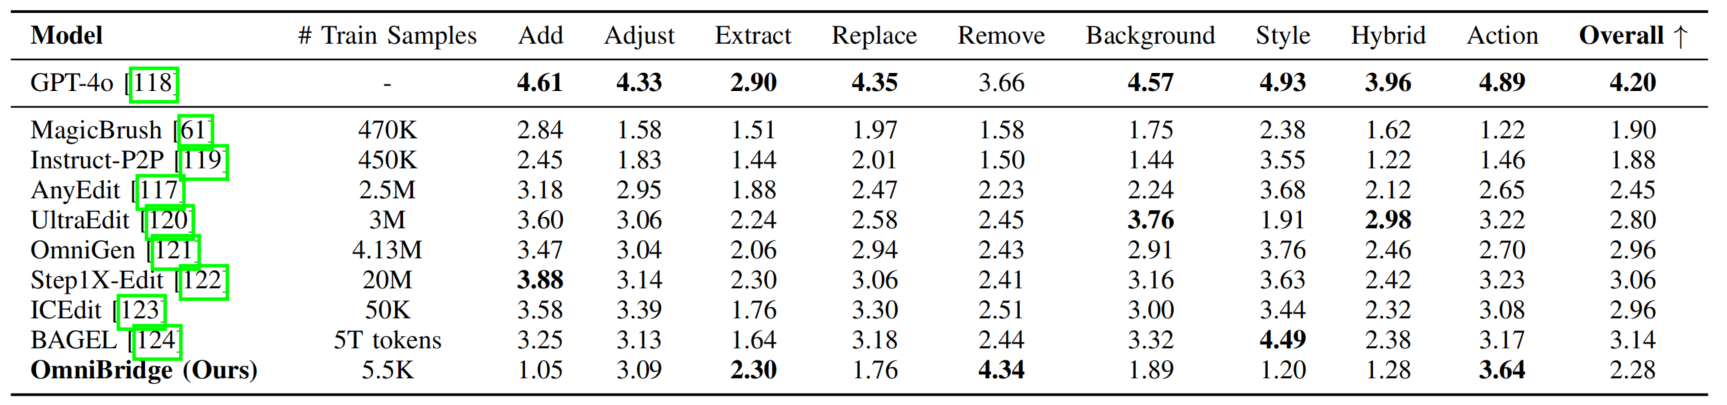 Model # Train Samples Add Adjust Extract Replace Remove Background Style Hybrid Action Overall ↑
GPT-4o [118] - 4.61 4.33 2.90 4.35 3.66 4.57 4.93 3.96 4.89 4.20
MagicBrush [61] 470K 2.84 1.58 1.51 1.97 1.58 1.75 2.38 1.62 1.22 1.90
Instruct-P2P [119] 450K 2.45 1.83 1.44 2.01 1.50 1.44 3.55 1.22 1.46 1.88
AnyEdit [117] 2.5M 3.18 2.95 1.88 2.47 2.23 2.24 3.68 2.12 2.65 2.45
UltraEdit [120] 3M 3.60 3.06 2.24 2.58 2.45 3.76 1.91 2.98 3.22 2.80
OmniGen [121] 4.13M 3.47 3.04 2.06 2.94 2.43 2.91 3.76 2.46 2.70 2.96
Step1X-Edit [122] 20M 3.88 3.14 2.30 3.06 2.41 3.16 3.63 2.42 3.23 3.06
ICEdit [123] 50K 3.58 3.39 1.76 3.30 2.51 3.00 3.44 2.32 3.08 2.96
BAGEL [124] 5T tokens 3.25 3.13 1.64 3.18 2.44 3.32 4.49 2.38 3.17 3.14
OmniBridge (Ours) 5.5K 1.05 3.09 2.30 1.76 4.34 1.89 1.20 1.28 3.64 2.28